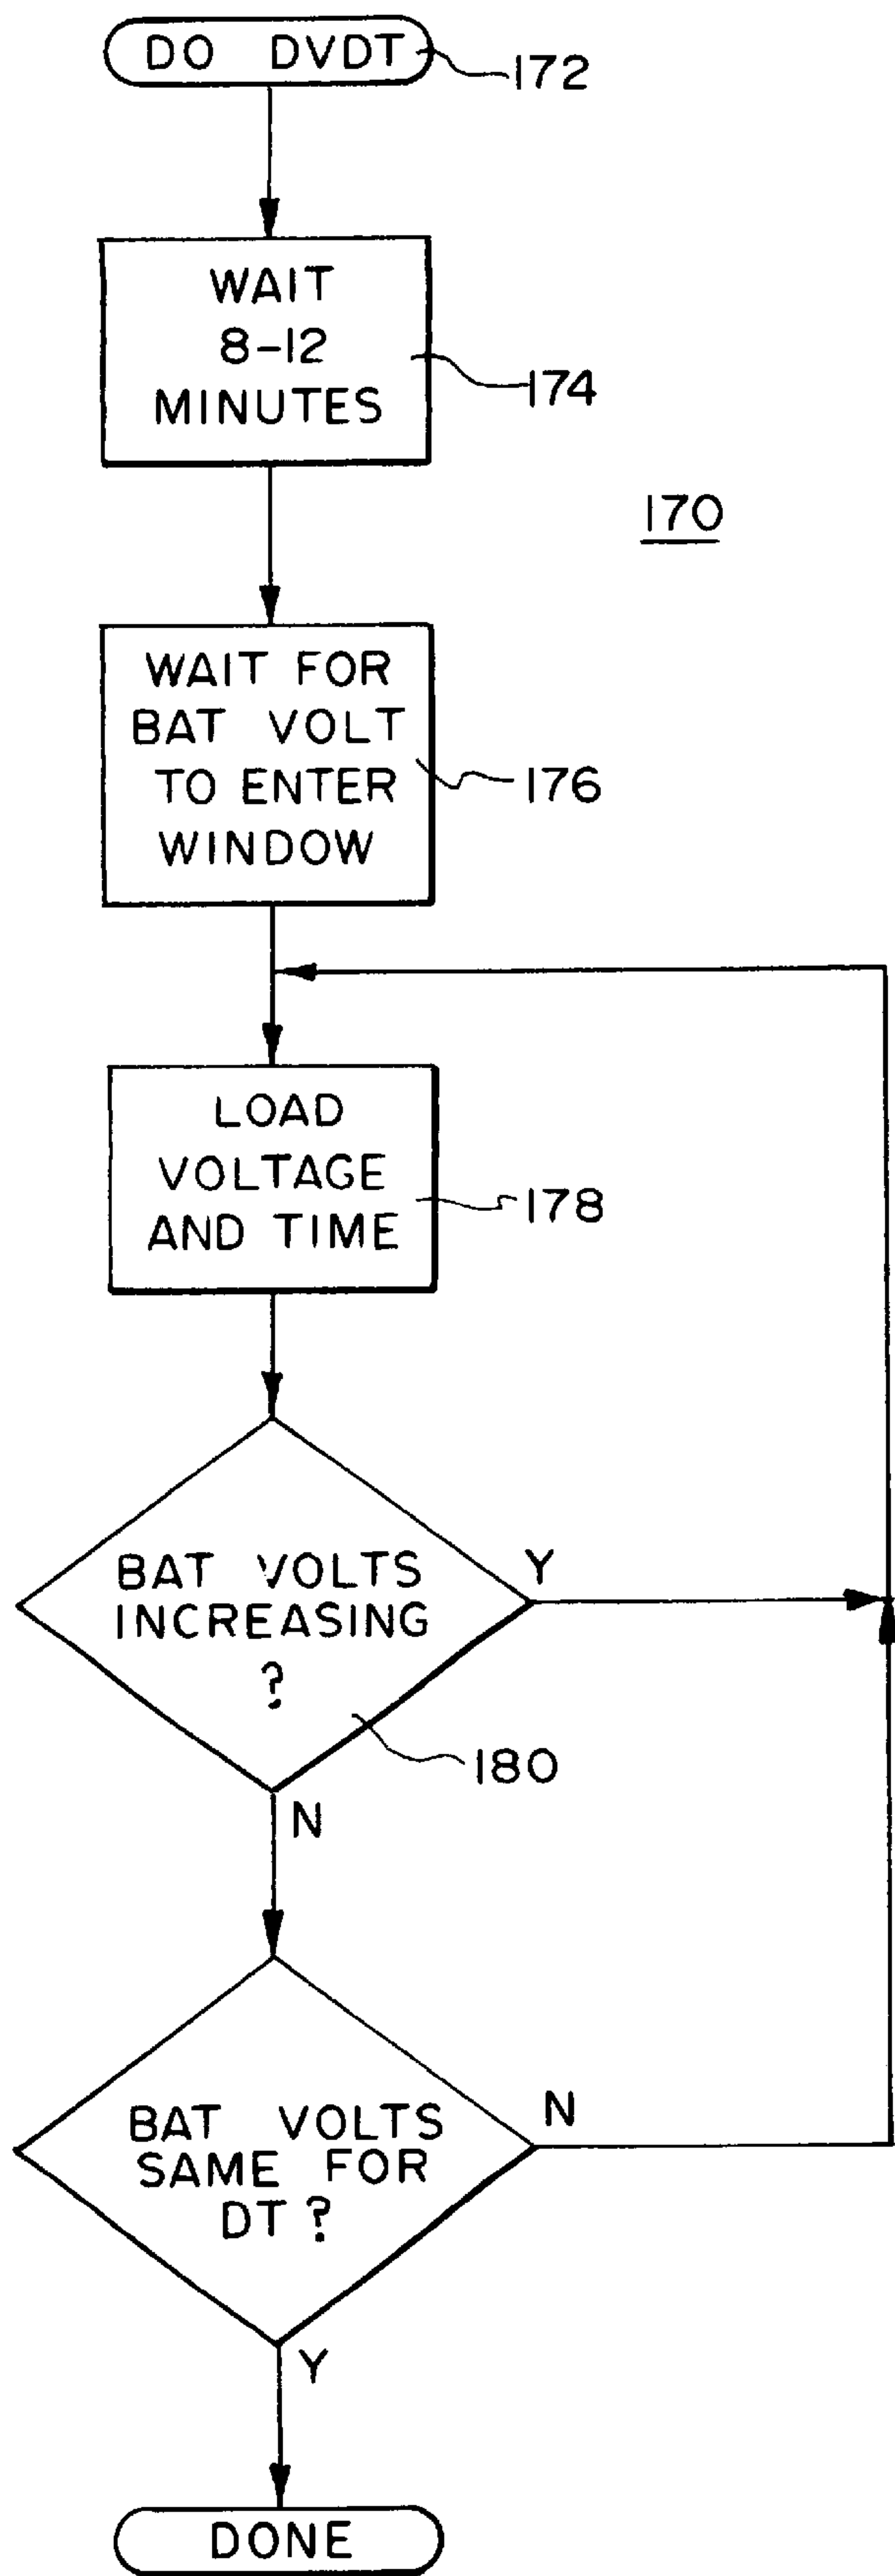 DO DVDT
172
WAIT
8-12
MINUTES
174
170
WAIT FOR
BAT VOLT
TO ENTER
WINDOW
176
LOAD
VOLTAGE
AND TIME
178
BAT VOLTS
INCREASING
?
Y
180
N
BAT VOLTS
SAME FOR
DT ?
N
Y
DONE